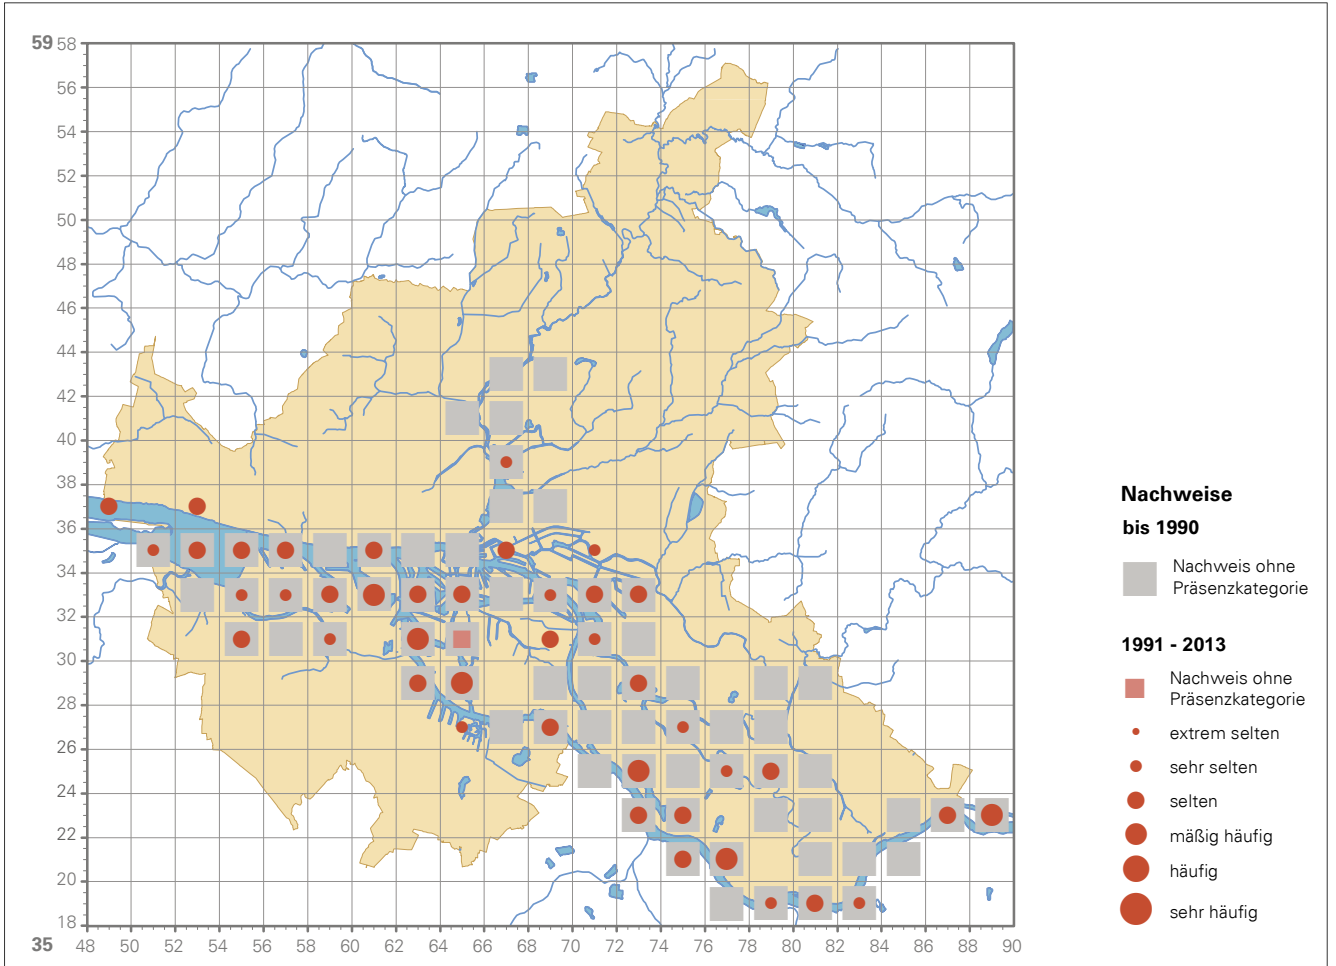 59 58
56
54
52
50
48
46
44
42
40
38
36
34
32
30
28
26
24
22
20
18
35
48 50 52 54 56 58 60 62 64 66 68 70 72 74 76 78 80 82 84 86 88 90
Nachweise
bis 1990
Nachweis ohne
Präsenzkategorie
1991 - 2013
Nachweis ohne
Präsenzkategorie
extrem selten
sehr selten
selten
mäßig häufig
häufig
sehr häufig